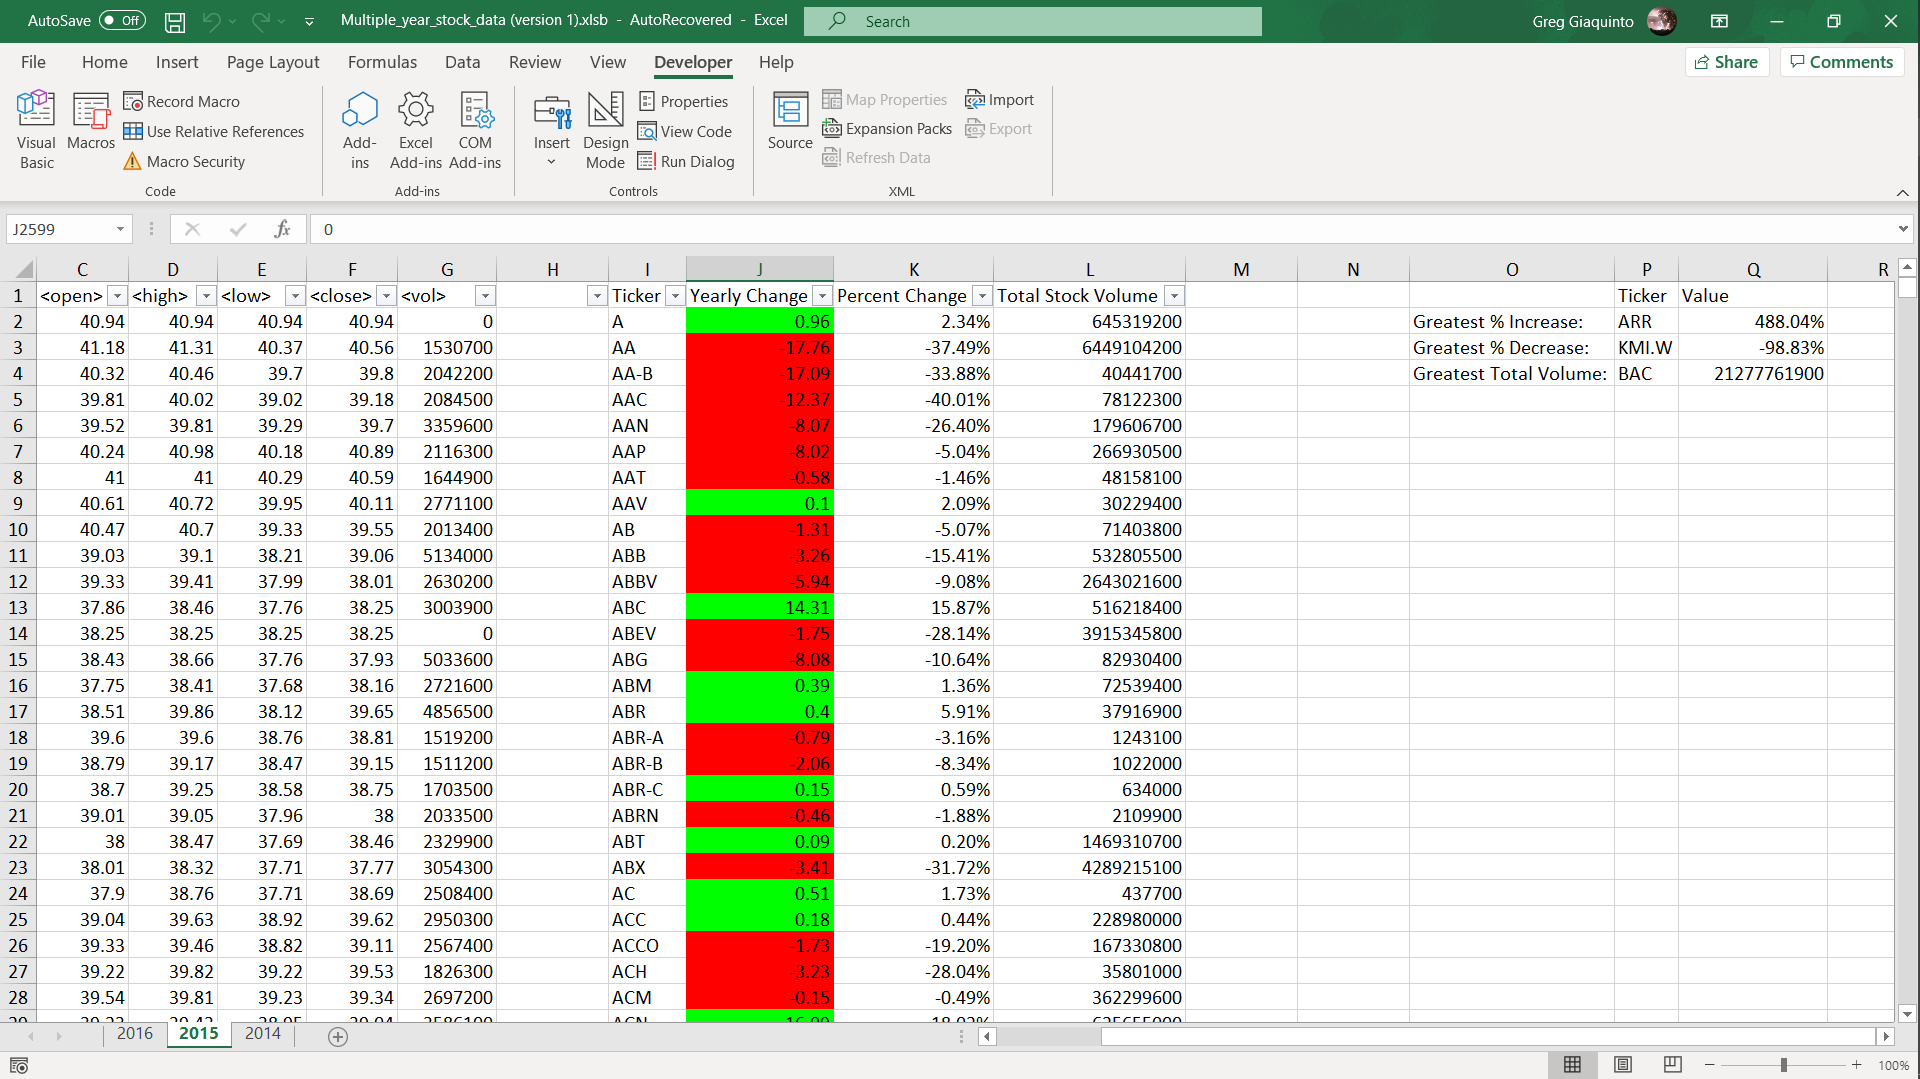 AutoSave Off Multiple_year_stock_data (version 1).xlsb - AutoRecovered - Excel Search Greg Giaquinto
File Home Insert Page Layout Formulas Data Review View Developer Help Share Comments
Visual Basic Macros Record Macro Use Relative References Macro Security Add-ins Excel Add-ins COM Add-ins Insert Design Mode Properties View Code Run Dialog Source Map Properties Expansion Packs Refresh Data Import Export
Code Add-ins Controls XML
J2599 fx 0
C D E F G H I J K L M N O P Q R
1 <open> <high> <low> <close> <vol> Ticker Yearly Change Percent Change Total Stock Volume Ticker Value
2 40.94 40.94 40.94 40.94 0 A 0.96 2.34% 645319200 Greatest % Increase: ARR 488.04%
3 41.18 41.31 40.37 40.56 1530700 AA -17.76 -37.49% 6449104200 Greatest % Decrease: KMI.W -98.83%
4 40.32 40.46 39.7 39.8 2042200 AA-B -17.09 -33.88% 40441700 Greatest Total Volume: BAC 21277761900
5 39.81 40.02 39.02 39.18 2084500 AAC -12.37 -40.01% 78122300
6 39.52 39.81 39.29 39.7 3359600 AAN -8.07 -26.40% 179606700
7 40.24 40.98 40.18 40.89 2116300 AAP -8.02 -5.04% 266930500
8 41 41 40.29 40.59 1644900 AAT -0.58 -1.46% 48158100
9 40.61 40.72 39.95 40.11 2771100 AAV 0.1 2.09% 30229400
10 40.47 40.7 39.33 39.55 2013400 AB -1.31 -5.07% 71403800
11 39.03 39.1 38.21 39.06 5134000 ABB -3.26 -15.41% 532805500
12 39.33 39.41 37.99 38.01 2630200 ABBV -5.94 -9.08% 2643021600
13 37.86 38.46 37.76 38.25 3003900 ABC 14.31 15.87% 516218400
14 38.25 38.25 38.25 38.25 0 ABEV -1.75 -28.14% 3915345800
15 38.43 38.66 37.76 37.93 5033600 ABG -8.08 -10.64% 82930400
16 37.75 38.41 37.68 38.16 2721600 ABM 0.39 1.36% 72539400
17 38.51 39.86 38.12 39.65 4856500 ABR 0.4 5.91% 37916900
18 39.6 39.6 38.76 38.81 1519200 ABR-A -0.79 -3.16% 1243100
19 38.79 39.17 38.47 39.15 1511200 ABR-B -2.06 -8.34% 1022000
20 38.7 39.25 38.58 38.75 1703500 ABR-C 0.15 0.59% 634000
21 39.01 39.05 37.96 38 2033500 ABRN -0.46 -1.88% 2109900
22 38 38.47 37.69 38.46 2329900 ABT 0.09 0.20% 1469310700
23 38.01 38.32 37.71 37.77 3054300 ABX -3.41 -31.72% 4289215100
24 37.9 38.76 37.71 38.69 2508400 AC 0.51 1.73% 437700
25 39.04 39.63 38.92 39.62 2950300 ACC 0.18 0.44% 228980000
26 39.33 39.46 38.82 39.11 2567400 ACCO -1.73 -19.20% 167330800
27 39.22 39.82 39.22 39.53 1826300 ACH -3.23 -28.04% 35801000
28 39.54 39.81 39.23 39.34 2697200 ACM -0.15 -0.49% 362299600
2016 2015 2014
100%